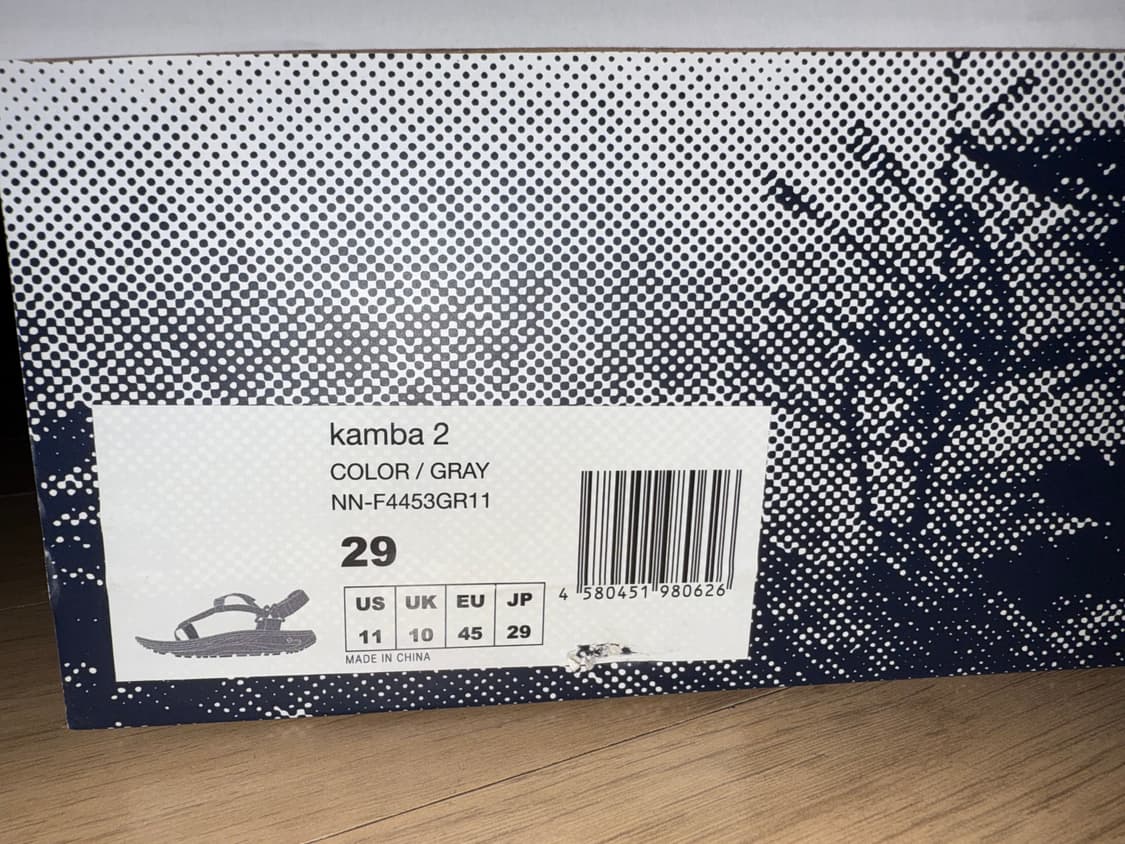 kamba 2
COLOR / GRAY
NN-F4453GR11
29
US UK EU JP
11 10 45 29
MADE IN CHINA
4 580451 980626